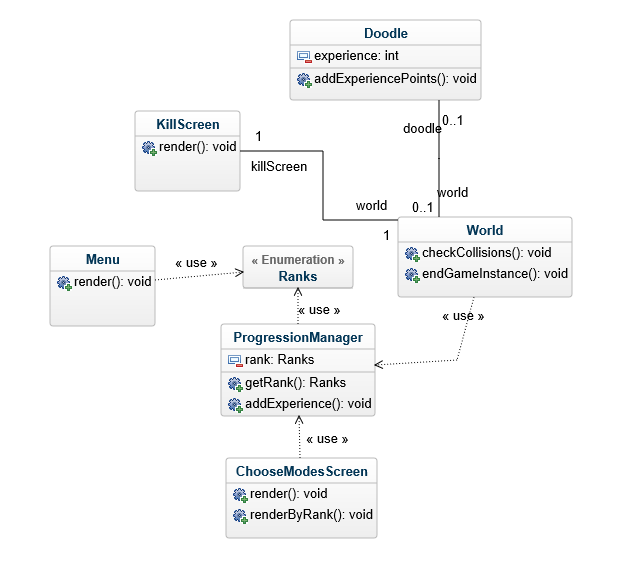 Doodle
experience: int
addExperiencePoints(): void
0..1
doodle
KillScreen
render(): void
1
killScreen
world
world
0..1
1
World
checkCollisions(): void
endGameInstance(): void
Menu
render(): void
« use »
« Enumeration »
Ranks
« use »
« use »
ProgressionManager
rank: Ranks
getRank(): Ranks
addExperience(): void
« use »
ChooseModesScreen
render(): void
renderByRank(): void